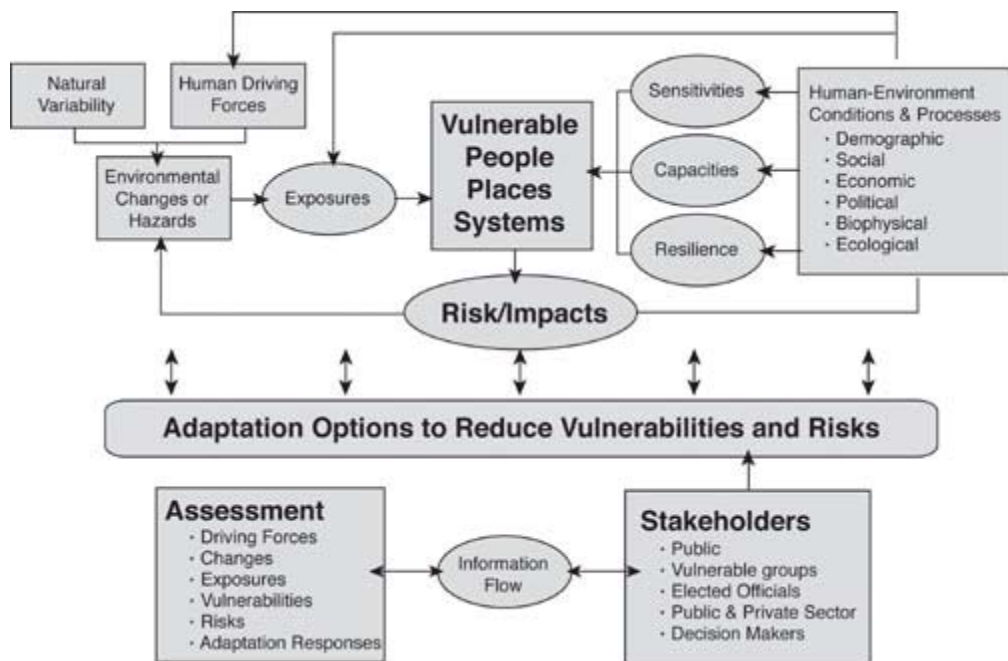 Natural
Variability
Human Driving
Forces
Environmental
Changes or
Hazards
Exposures
Vulnerable
People
Places
Systems
Sensitivities
Capacities
Resilience
Human-Environment
Conditions & Processes
• Demographic
• Social
• Economic
• Political
• Biophysical
• Ecological
Risk/Impacts
Adaptation Options to Reduce Vulnerabilities and Risks
Assessment
• Driving Forces
• Changes
• Exposures
• Vulnerabilities
• Risks
• Adaptation Responses
Information
Flow
Stakeholders
• Public
• Vulnerable groups
• Elected Officials
• Public & Private Sector
• Decision Makers